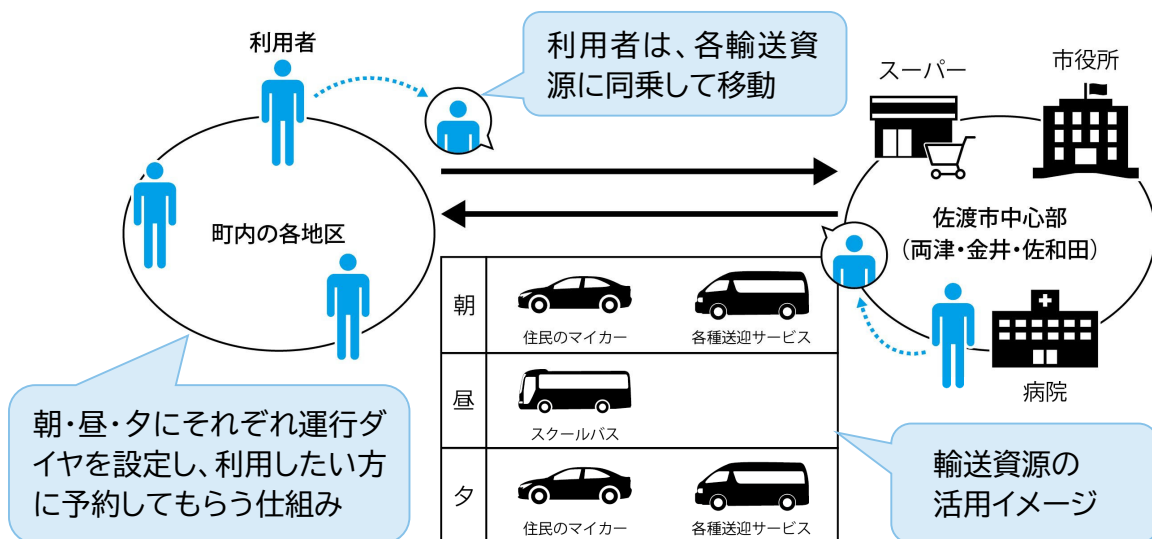 利用者
利用者は、各輸送資
源に同乗して移動
スーパー
市役所
町内の各地区
佐渡市中心部
（両津・金井・佐和田）
病院
朝
住民のマイカー
各種送迎サービス
昼
スクールバス
夕
住民のマイカー
各種送迎サービス
朝・昼・夕にそれぞれ運行ダ
イヤを設定し、利用したい方
に予約してもらう仕組み
輸送資源の
活用イメージ